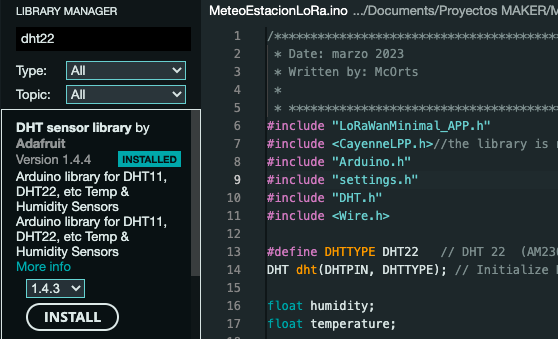 LIBRARY MANAGER
dht22
Type: All
Topic: All
DHT sensor library by
Adafruit
Version 1.4.4 INSTALLED
Arduino library for DHT11,
DHT22, etc Temp &
Humidity Sensors
Arduino library for DHT11,
DHT22, etc Temp &
Humidity Sensors
More info
1.4.3
INSTALL
MeteoEstacionLoRa.ino .../Documents/Proyectos MAKER/M
1 /****************************************
2 * Date: marzo 2023
3 * Written by: McOrts
4 *
5 * **************************************
6 #include "LoRaWanMinimal_APP.h"
7 #include <CayenneLPP.h>//the library is
8 #include "Arduino.h"
9 #include "settings.h"
10 #include "DHT.h"
11 #include <Wire.h>
12
13 #define DHTTYPE DHT22 // DHT 22 (AM230
14 DHT dht(DHTPIN, DHTTYPE); // Initialize
15
16 float humidity;
17 float temperature;